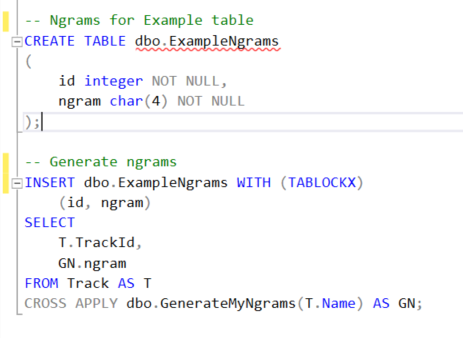 -- Ngrams for Example table
CREATE TABLE dbo.ExampleNgrams
(
    id integer NOT NULL,
    ngram char(4) NOT NULL
);
-- Generate ngrams
INSERT dbo.ExampleNgrams WITH (TABLOCKX)
    (id, ngram)
SELECT
    T.TrackId,
    GN.ngram
FROM Track AS T
CROSS APPLY dbo.GenerateMyNgrams(T.Name) AS GN;